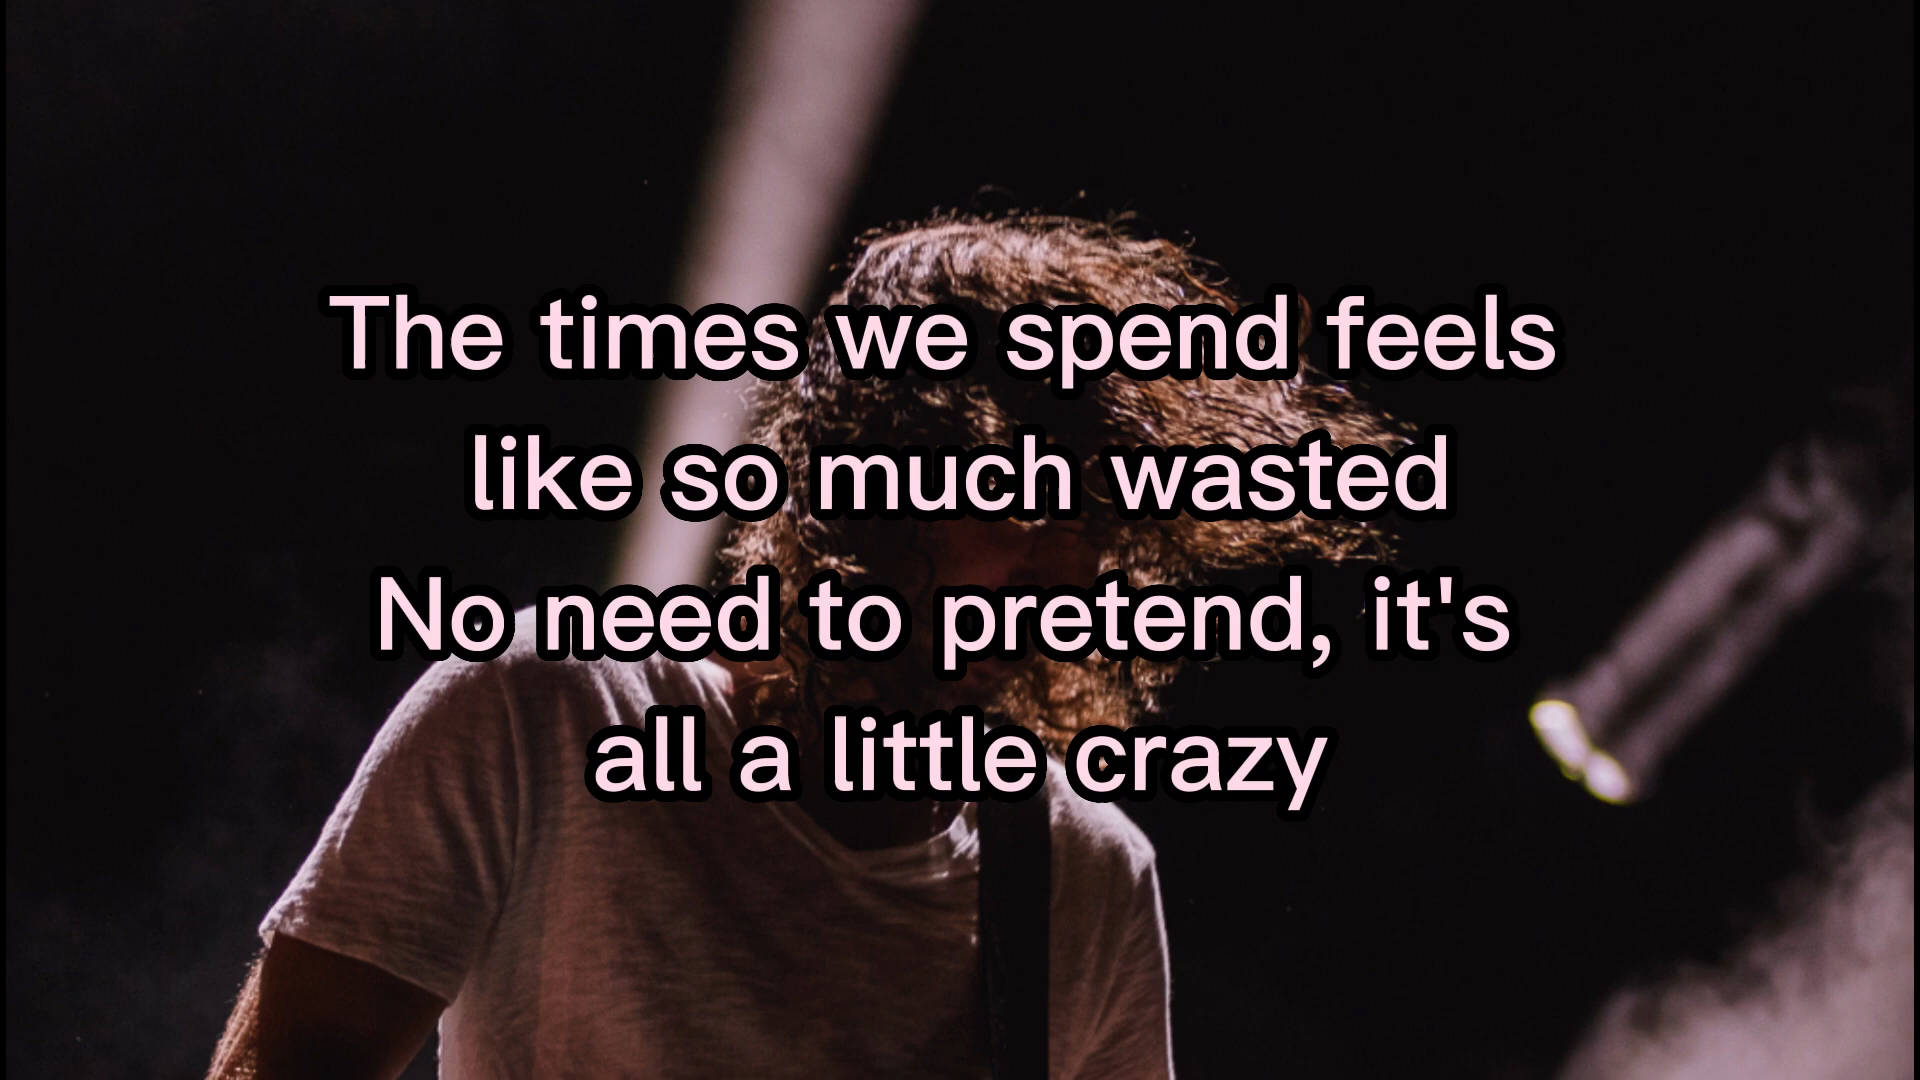 The times we spend feels
like so much wasted
No need to pretend, it's
all a little crazy